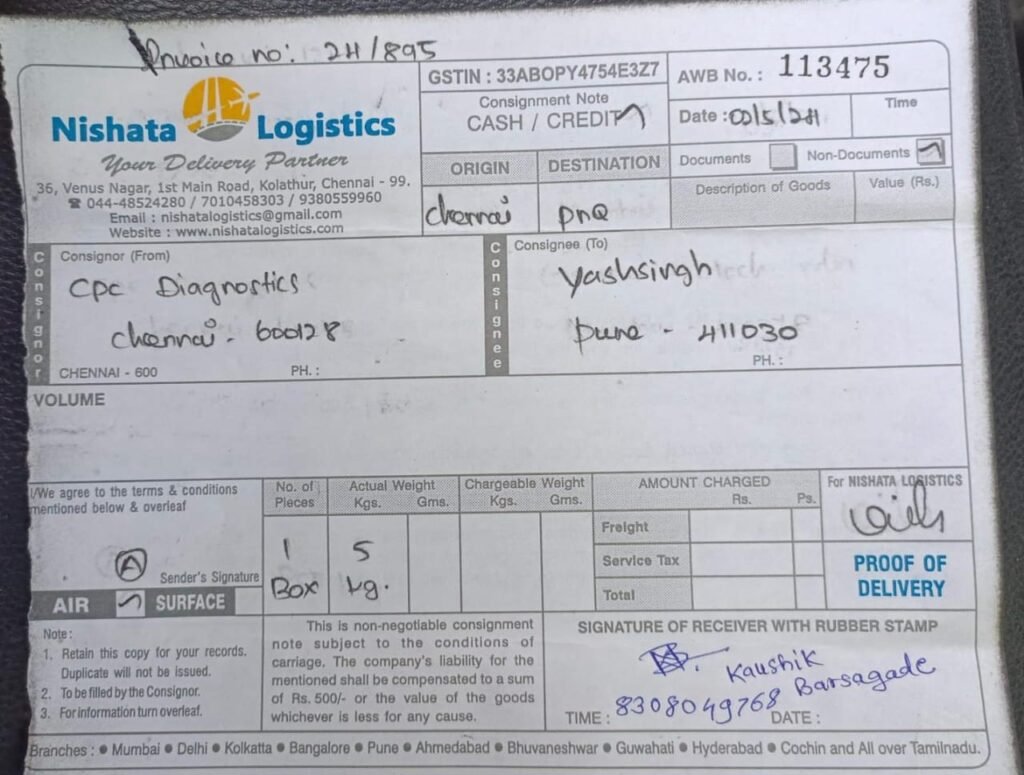 Invoice no: 24/895
Nishata Logistics
Your Delivery Partner
36, Venus Nagar, 1st Main Road, Kolathur, Chennai - 99.
☎ 044-48524280 / 7010458303 / 9380559960
Email : nishatalogistics@gmail.com
Website : www.nishatalogistics.com
GSTIN : 33ABOPY4754E3Z7
Consignment Note
CASH / CREDIT
ORIGIN DESTINATION
Chennai PNQ
AWB No. : 113475
Date : /5/24 Time
Documents Non-Documents
Description of Goods Value (Rs.)
Consignor
Consignor (From)
CPC Diagnostics
Chennai - 600128
CHENNAI - 600 PH. :
Consignee
Consignee (To)
Yashsingh
Pune - 411030
PH. :
VOLUME
I/We agree to the terms & conditions
mentioned below & overleaf
A
Sender's Signature
AIR SURFACE
No. of Pieces
1
Box
Actual Weight
Kgs. Gms.
5
kg.
Chargeable Weight
Kgs. Gms.
AMOUNT CHARGED
Rs. Ps.
Freight
Service Tax
Total
For NISHATA LOGISTICS
PROOF OF
DELIVERY
Note :
1. Retain this copy for your records.
Duplicate will not be issued.
2. To be filled by the Consignor.
3. For information turn overleaf.
This is non-negotiable consignment
note subject to the conditions of
carriage. The company's liability for the
mentioned shall be compensated to a sum
of Rs. 500/- or the value of the goods
whichever is less for any cause.
SIGNATURE OF RECEIVER WITH RUBBER STAMP
Kaushik
Barsagade
8308049768
TIME : DATE :
Branches : ● Mumbai ● Delhi ● Kolkatta ● Bangalore ● Pune ● Ahmedabad ● Bhuvaneshwar ● Guwahati ● Hyderabad ● Cochin and All over Tamilnadu.